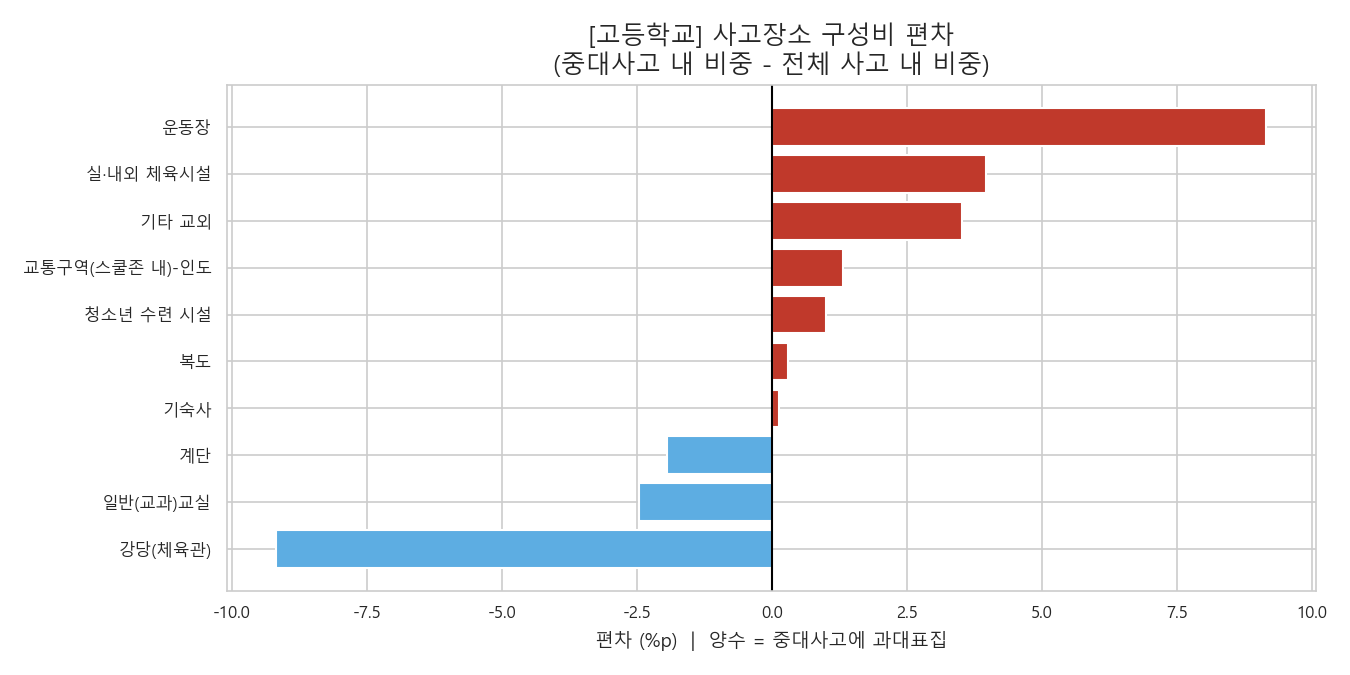 [고등학교] 사고장소 구성비 편차
(중대사고 내 비중 - 전체 사고 내 비중)
운동장
실·내외 체육시설
기타 교외
교통구역(스쿨존 내)-인도
청소년 수련 시설
복도
기숙사
계단
일반(교과)교실
강당(체육관)
-10.0 -7.5 -5.0 -2.5 0.0 2.5 5.0 7.5 10.0
편차 (%p) | 양수 = 중대사고에 과대표집